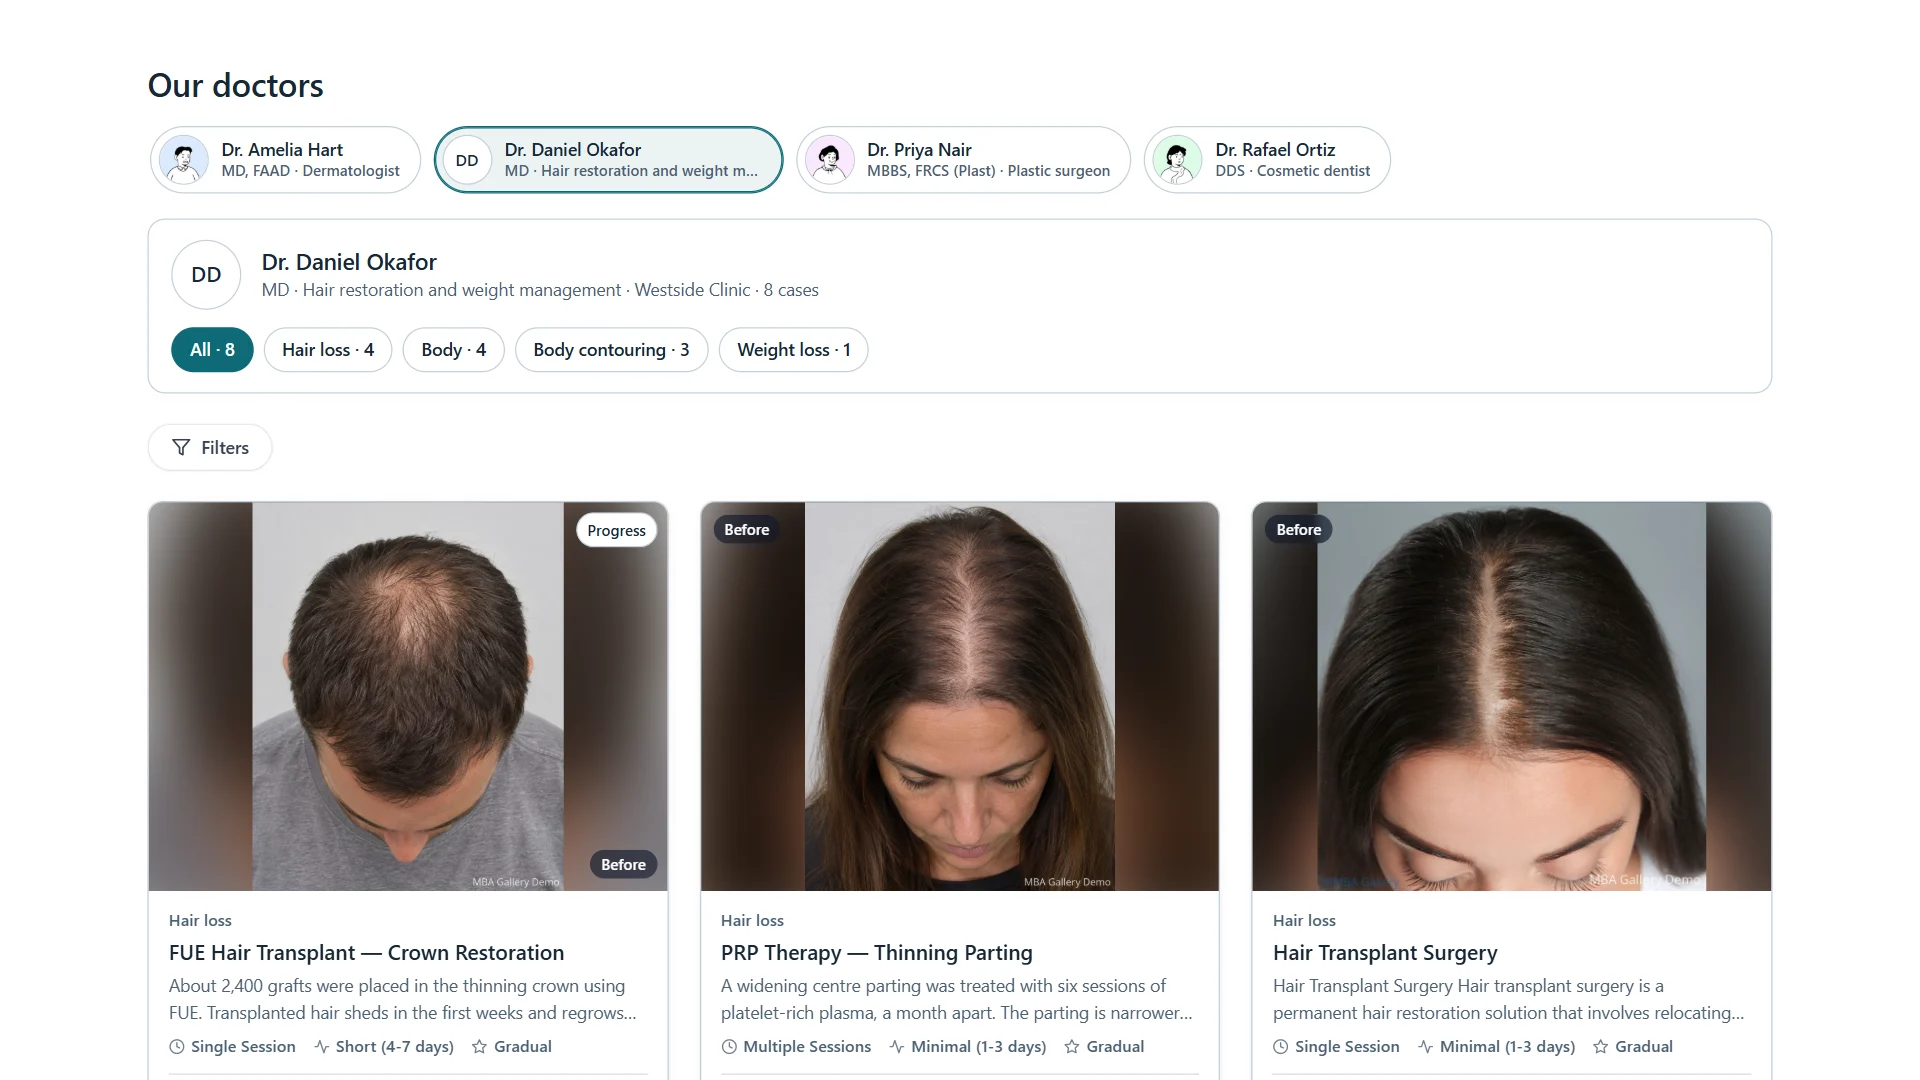 Our doctors
Dr. Amelia Hart
MD, FAAD · Dermatologist
DD
Dr. Daniel Okafor
MD · Hair restoration and weight m...
Dr. Priya Nair
MBBS, FRCS (Plast) · Plastic surgeon
Dr. Rafael Ortiz
DDS · Cosmetic dentist
DD
Dr. Daniel Okafor
MD · Hair restoration and weight management · Westside Clinic · 8 cases
All · 8
Hair loss · 4
Body · 4
Body contouring · 3
Weight loss · 1
Filters
Progress
Before
MBA Gallery Demo
Hair loss
FUE Hair Transplant — Crown Restoration
About 2,400 grafts were placed in the thinning crown using
FUE. Transplanted hair sheds in the first weeks and regrows...
Single Session
Short (4-7 days)
Gradual
Before
MBA Gallery Demo
Hair loss
PRP Therapy — Thinning Parting
A widening centre parting was treated with six sessions of
platelet-rich plasma, a month apart. The parting is narrower...
Multiple Sessions
Minimal (1-3 days)
Gradual
Before
MBA Gallery Demo
Hair loss
Hair Transplant Surgery
Hair Transplant Surgery Hair transplant surgery is a
permanent hair restoration solution that involves relocating...
Single Session
Minimal (1-3 days)
Gradual